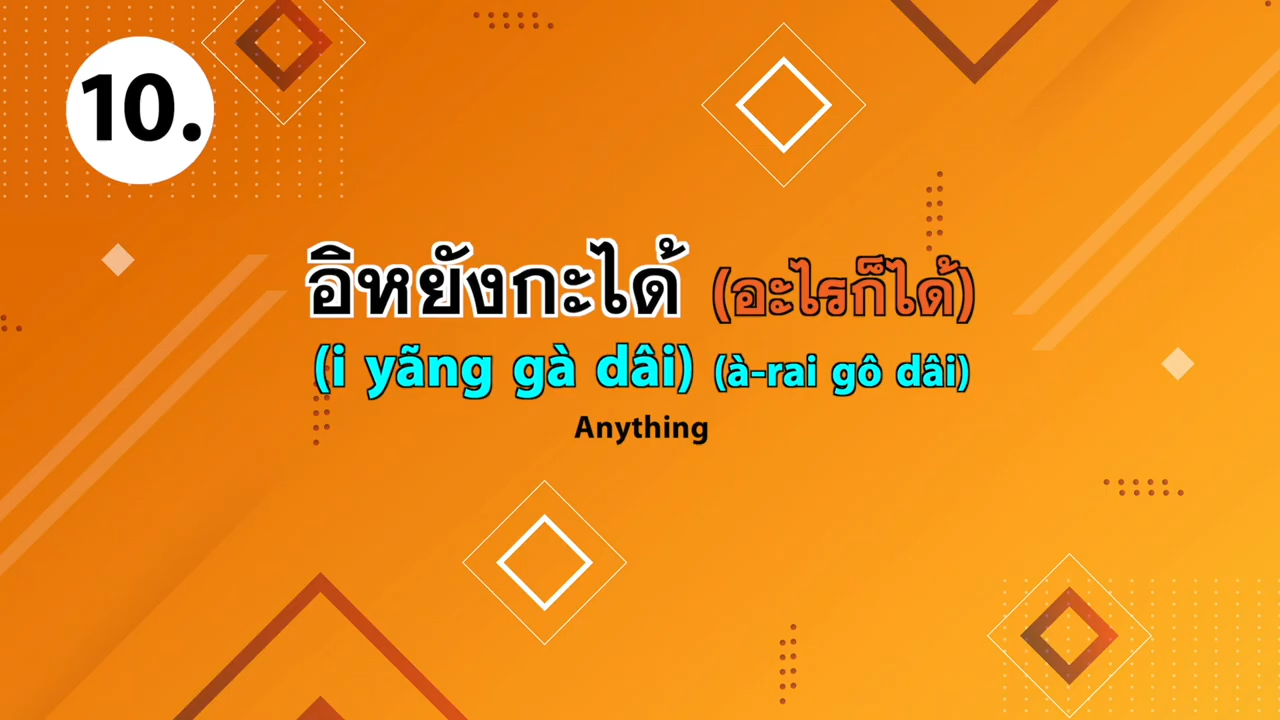 10.
อิหยังกะได้ (อะไรก็ได้)
(i yãng gà dâi) (à-rai gô dâi)
Anything